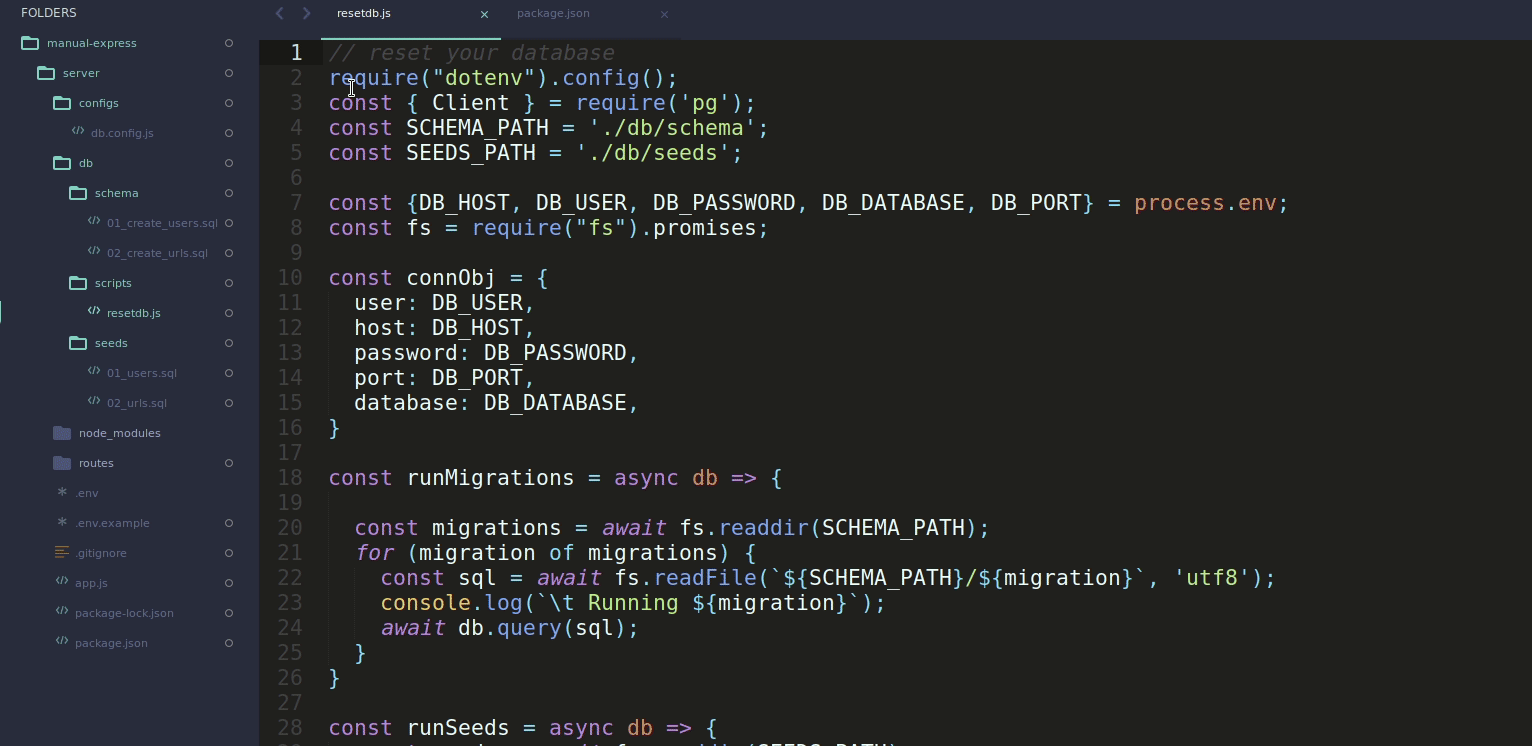 FOLDERS
manual-express
server
configs
db.config.js
db
schema
01_create_users.sql
02_create_urls.sql
scripts
resetdb.js
seeds
01_users.sql
02_urls.sql
node_modules
routes
.env
.env.example
.gitignore
app.js
package-lock.json
package.json
resetdb.js × package.json ×
1 // reset your database
2 require("dotenv").config();
3 const { Client } = require('pg');
4 const SCHEMA_PATH = './db/schema';
5 const SEEDS_PATH = './db/seeds';
6
7 const {DB_HOST, DB_USER, DB_PASSWORD, DB_DATABASE, DB_PORT} = process.env;
8 const fs = require("fs").promises;
9
10 const connObj = {
11   user: DB_USER,
12   host: DB_HOST,
13   password: DB_PASSWORD,
14   port: DB_PORT,
15   database: DB_DATABASE,
16 }
17
18 const runMigrations = async db => {
19
20   const migrations = await fs.readdir(SCHEMA_PATH);
21   for (migration of migrations) {
22     const sql = await fs.readFile(`${SCHEMA_PATH}/${migration}`, 'utf8');
23     console.log(`\t Running ${migration}`);
24     await db.query(sql);
25   }
26 }
27
28 const runSeeds = async db => {